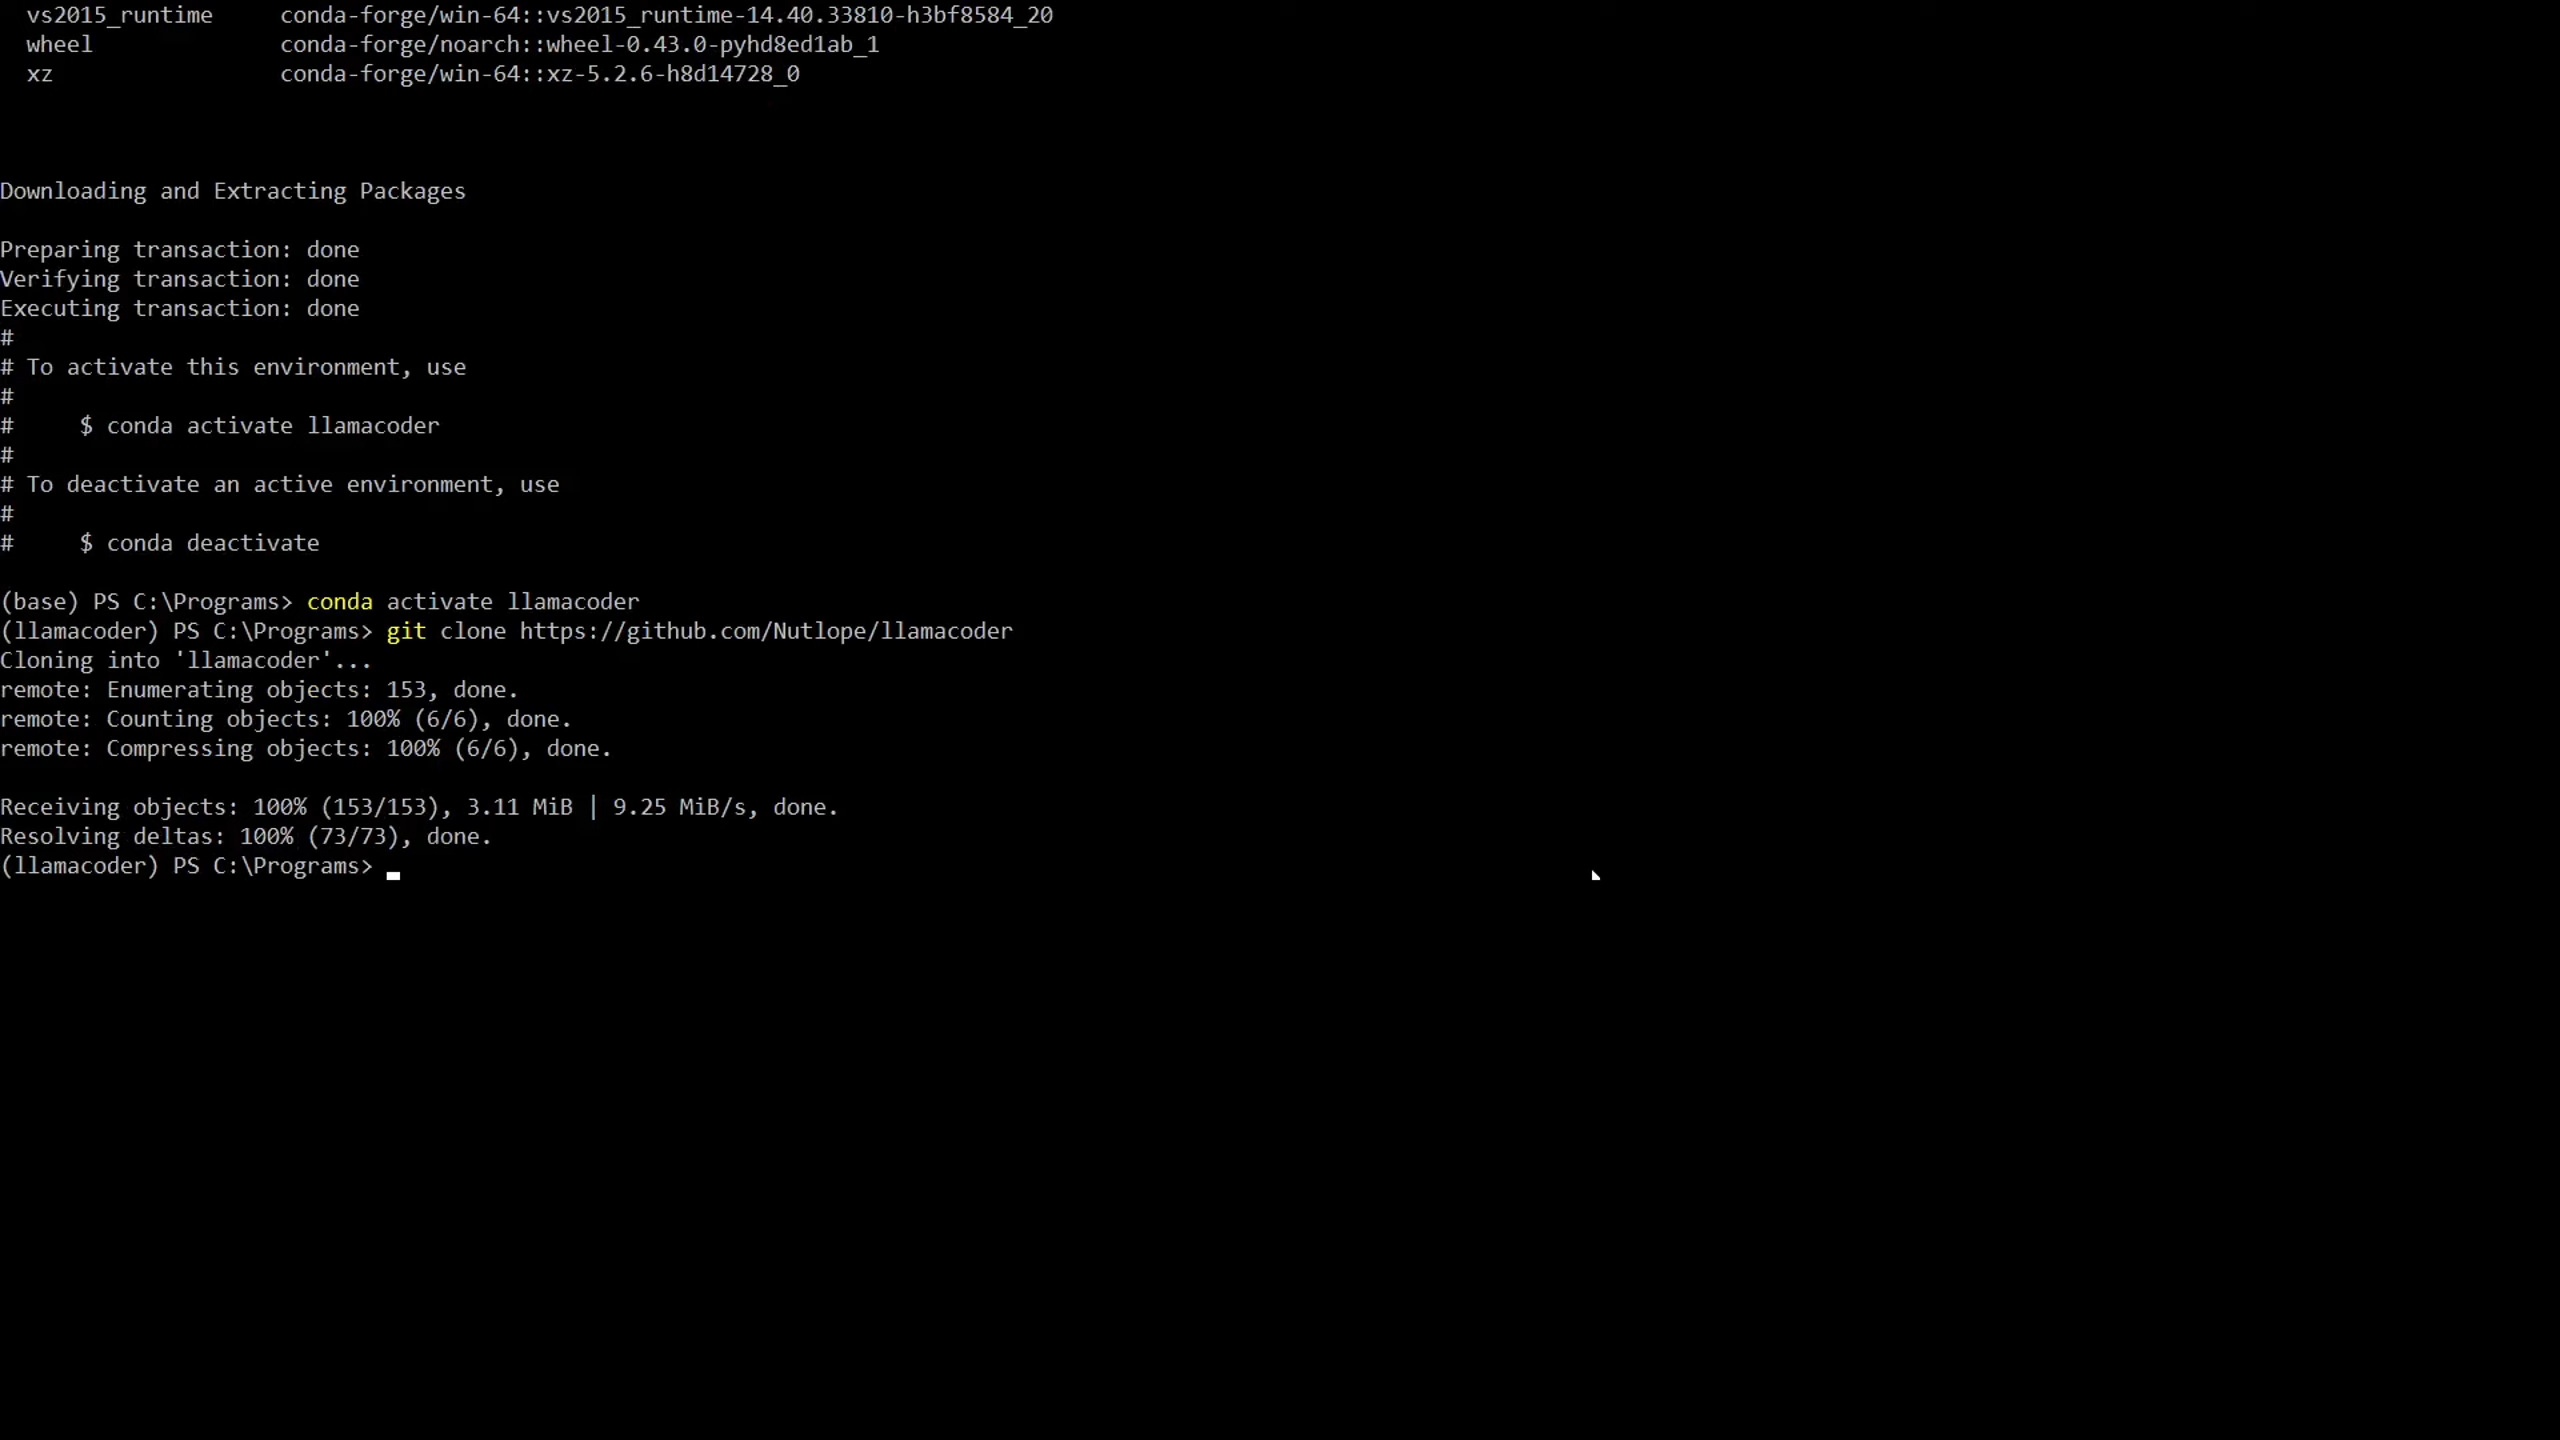 vs2015_runtime     conda-forge/win-64::vs2015_runtime-14.40.33810-h3bf8584_20
wheel              conda-forge/noarch::wheel-0.43.0-pyhd8ed1ab_1
xz                 conda-forge/win-64::xz-5.2.6-h8d14728_0
Downloading and Extracting Packages
Preparing transaction: done
Verifying transaction: done
Executing transaction: done
#
# To activate this environment, use
#
#     $ conda activate llamacoder
#
# To deactivate an active environment, use
#
#     $ conda deactivate
(base) PS C:\Programs> conda activate llamacoder
(llamacoder) PS C:\Programs> git clone https://github.com/Nutlope/llamacoder
Cloning into 'llamacoder'...
remote: Enumerating objects: 153, done.
remote: Counting objects: 100% (6/6), done.
remote: Compressing objects: 100% (6/6), done.
Receiving objects: 100% (153/153), 3.11 MiB | 9.25 MiB/s, done.
Resolving deltas: 100% (73/73), done.
(llamacoder) PS C:\Programs>